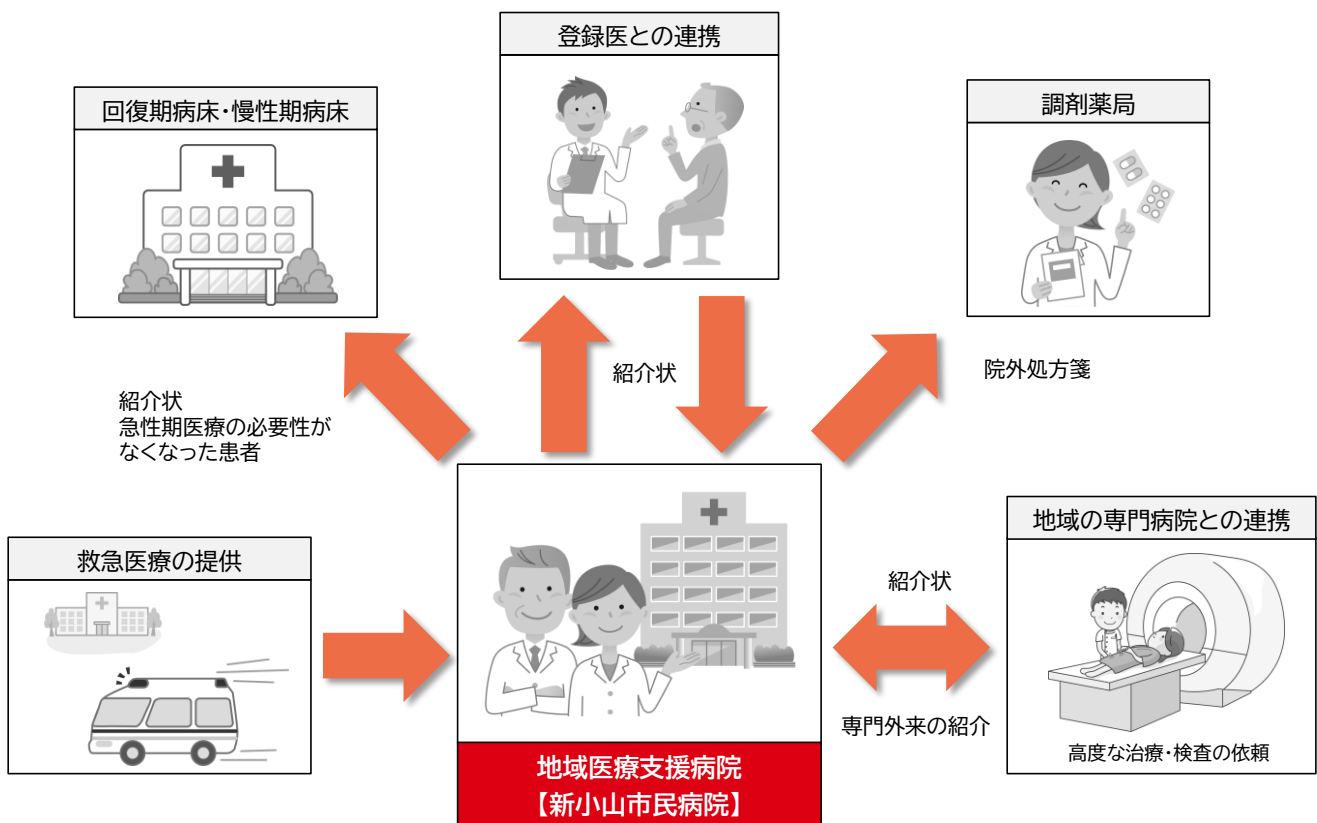 登録医との連携
回復期病床・慢性期病床
調剤薬局
紹介状
院外処方箋
紹介状
急性期医療の必要性が
なくなった患者
地域の専門病院との連携
救急医療の提供
紹介状
専門外来の紹介
高度な治療・検査の依頼
地域医療支援病院
【新小山市民病院】